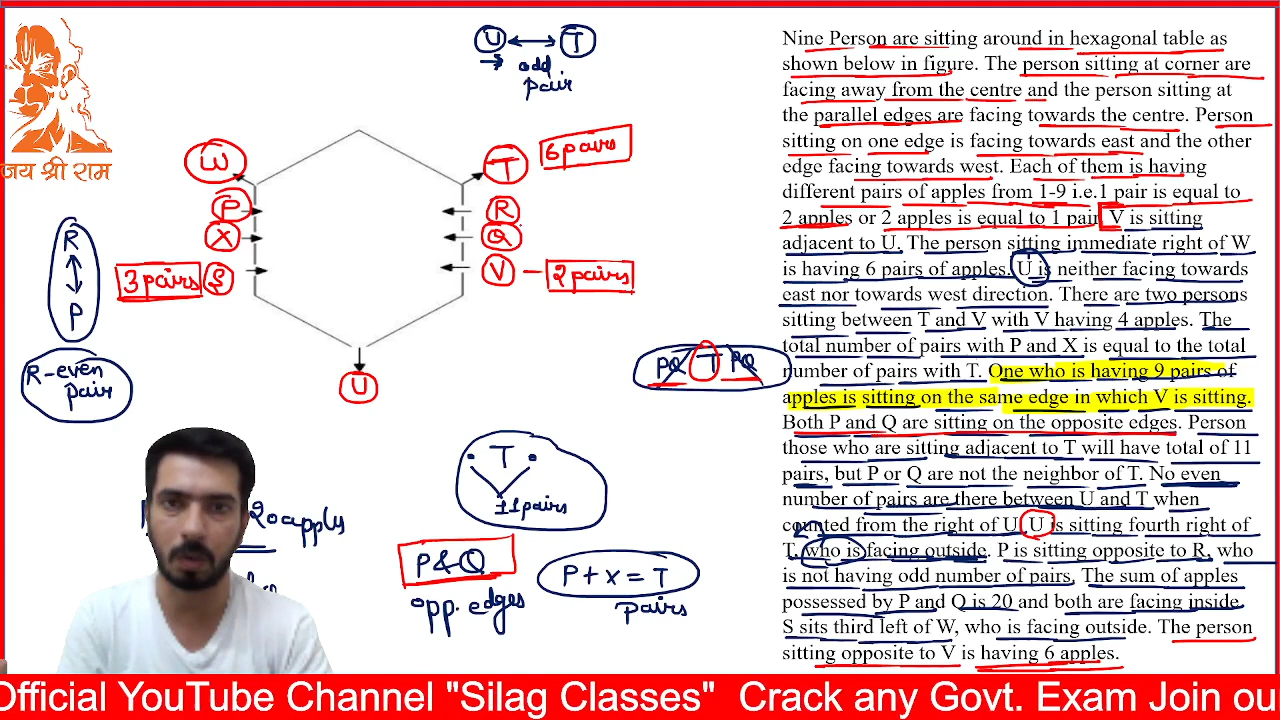 U ↔ T
→ odd
pair
जय श्री राम
W
T
6 pairs
P
R
X
Q
3 pairs S
V - 2 pairs
U
R
↕
P
R-even
pair
PQ T PQ
. T .
11 pairs
20 apples
P & Q
opp. edges
P + x = T
pairs
Nine Person are sitting around in hexagonal table as
shown below in figure. The person sitting at corner are
facing away from the centre and the person sitting at
the parallel edges are facing towards the centre. Person
sitting on one edge is facing towards east and the other
edge facing towards west. Each of them is having
different pairs of apples from 1-9 i.e.1 pair is equal to
2 apples or 2 apples is equal to 1 pair. V is sitting
adjacent to U. The person sitting immediate right of W
is having 6 pairs of apples. U is neither facing towards
east nor towards west direction. There are two persons
sitting between T and V with V having 4 apples. The
total number of pairs with P and X is equal to the total
number of pairs with T. One who is having 9 pairs of
apples is sitting on the same edge in which V is sitting.
Both P and Q are sitting on the opposite edges. Person
those who are sitting adjacent to T will have total of 11
pairs, but P or Q are not the neighbor of T. No even
number of pairs are there between U and T when
counted from the right of U. U is sitting fourth right of
T, who is facing outside. P is sitting opposite to R, who
is not having odd number of pairs. The sum of apples
possessed by P and Q is 20 and both are facing inside.
S sits third left of W, who is facing outside. The person
sitting opposite to V is having 6 apples.
Official YouTube Channel "Silag Classes" Crack any Govt. Exam Join ou